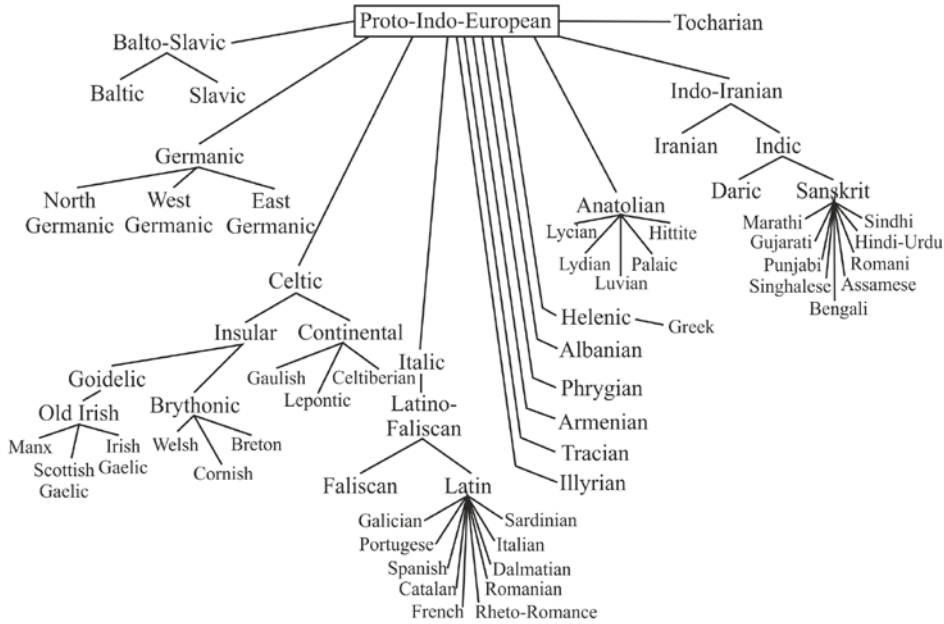 Proto-Indo-European
Tocharian
Balto-Slavic
Baltic
Slavic
Indo-Iranian
Iranian
Indic
Daric
Sanskrit
Marathi
Gujarati
Punjabi
Singhalese
Bengali
Assamese
Romani
Hindi-Urdu
Sindhi
Germanic
North
Germanic
West
Germanic
East
Germanic
Anatolian
Lycian
Lydian
Luvian
Palaic
Hittite
Celtic
Insular
Continental
Goidelic
Old Irish
Manx
Scottish
Gaelic
Irish
Gaelic
Brythonic
Welsh
Cornish
Breton
Gaulish
Lepontic
Celtiberian
Italic
Latino-
Faliscan
Faliscan
Latin
Galician
Portugese
Spanish
Catalan
French
Rheto-Romance
Romanian
Dalmatian
Italian
Sardinian
Helenic
Greek
Albanian
Phrygian
Armenian
Tracian
Illyrian